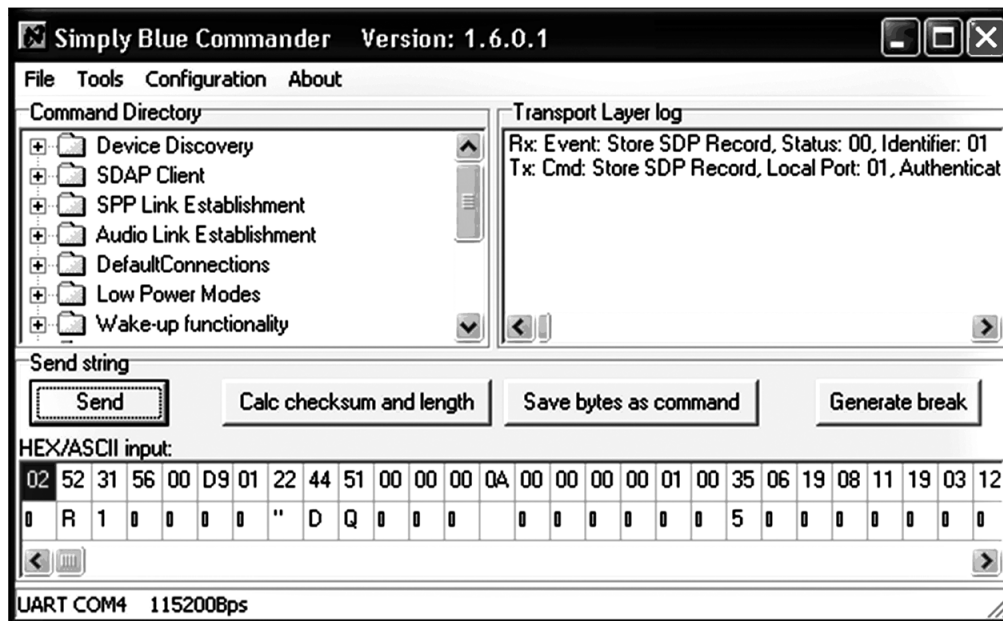 Simply Blue Commander Version: 1.6.0.1
File Tools Configuration About
Command Directory
Device Discovery
SDAP Client
SPP Link Establishment
Audio Link Establishment
DefaultConnections
Low Power Modes
Wake-up functionality
Transport Layer log
Rx: Event: Store SDP Record, Status: 00, Identifier: 01
Tx: Cmd: Store SDP Record, Local Port: 01, Authenticat
Send string
Send Calc checksum and length Save bytes as command Generate break
HEX/ASCII input:
02 52 31 56 00 D9 01 22 44 51 00 00 00 0A 00 00 00 00 01 00 35 06 19 08 11 19 03 12
R 1 " D Q 5
UART COM4 115200Bps